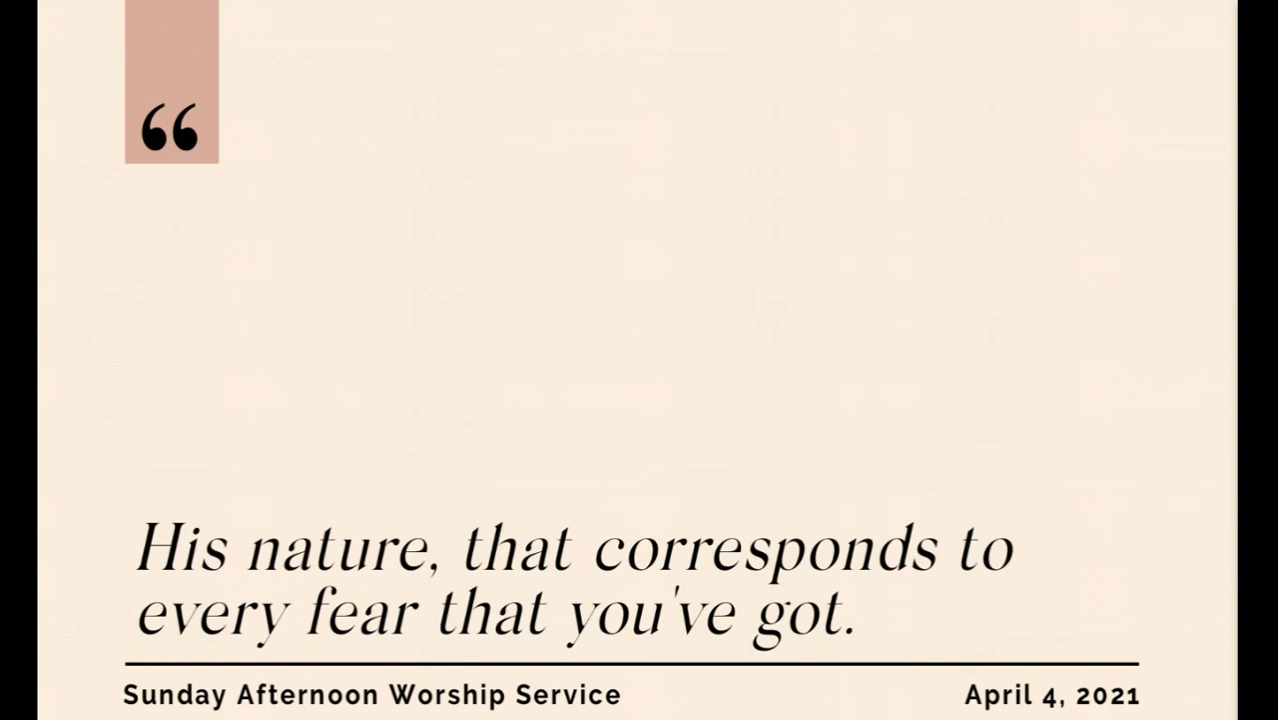 “
His nature, that corresponds to
every fear that you've got.
Sunday Afternoon Worship Service
April 4, 2021